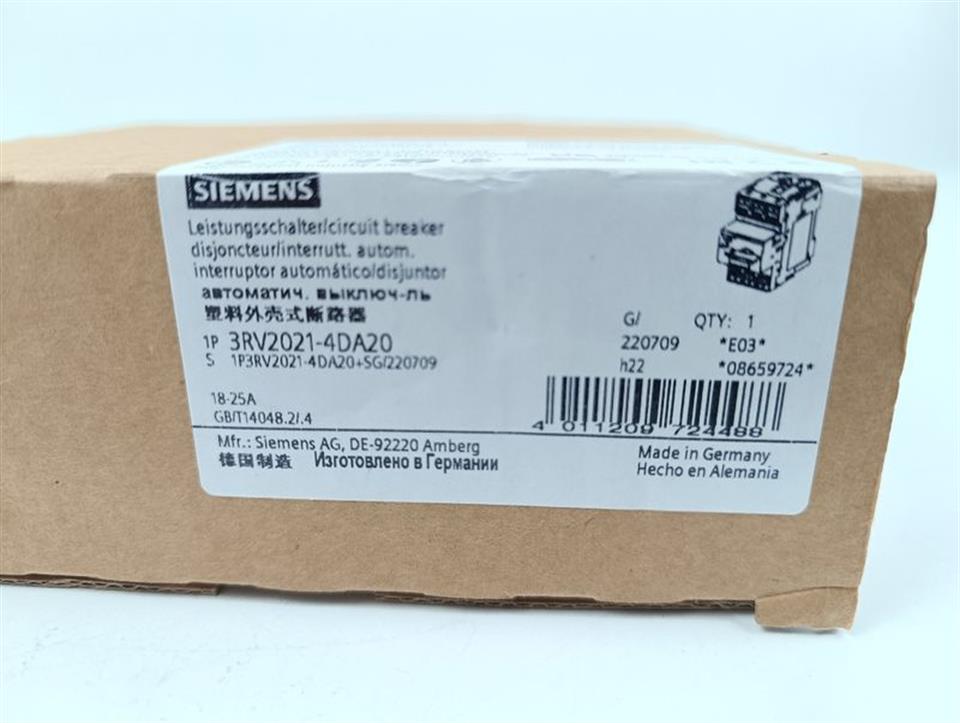 SIEMENS
Leistungsschalter/circuit breaker
disjoncteur/interrutt. autom.
interruptor automático/disjuntor
автоматич. выключ-ль
塑料外壳式断路器
1P 3RV2021-4DA20
S 1P3RV2021-4DA20+SG/220709
G/ QTY: 1
220709 *E03*
h22 *08659724*
18-25A
GB/T14048.2/.4
4 011209 724488
Mfr.: Siemens AG, DE-92220 Amberg
德国制造 Изготовлено в Германии
Made in Germany
Hecho en Alemania